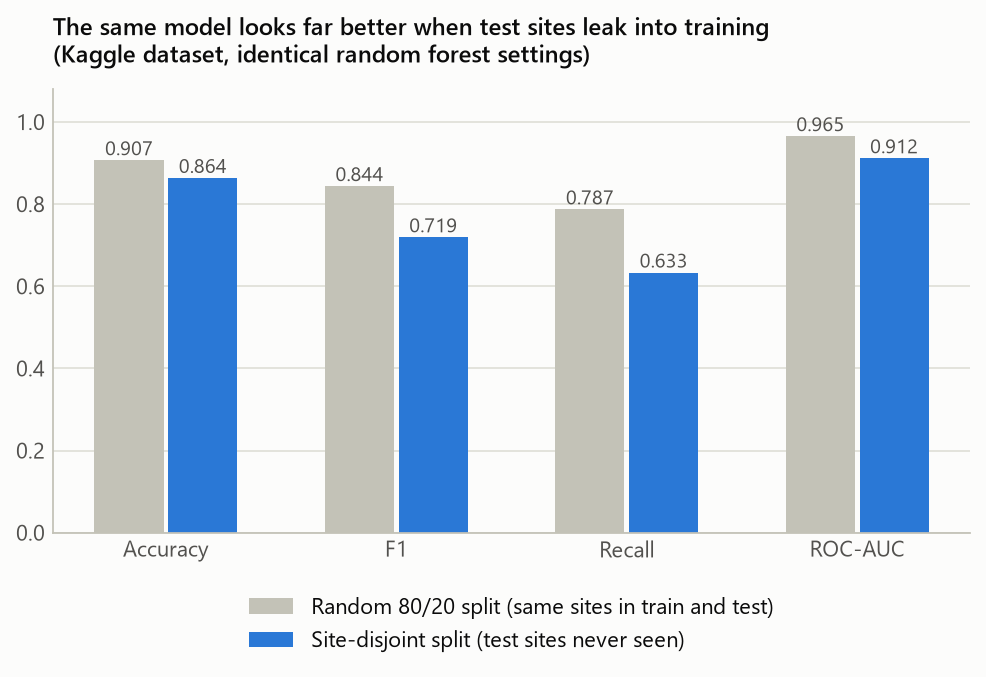 The same model looks far better when test sites leak into training
(Kaggle dataset, identical random forest settings)
1.0
0.8
0.6
0.4
0.2
0.0
0.907
0.864
0.844
0.719
0.787
0.633
0.965
0.912
Accuracy
F1
Recall
ROC-AUC
Random 80/20 split (same sites in train and test)
Site-disjoint split (test sites never seen)